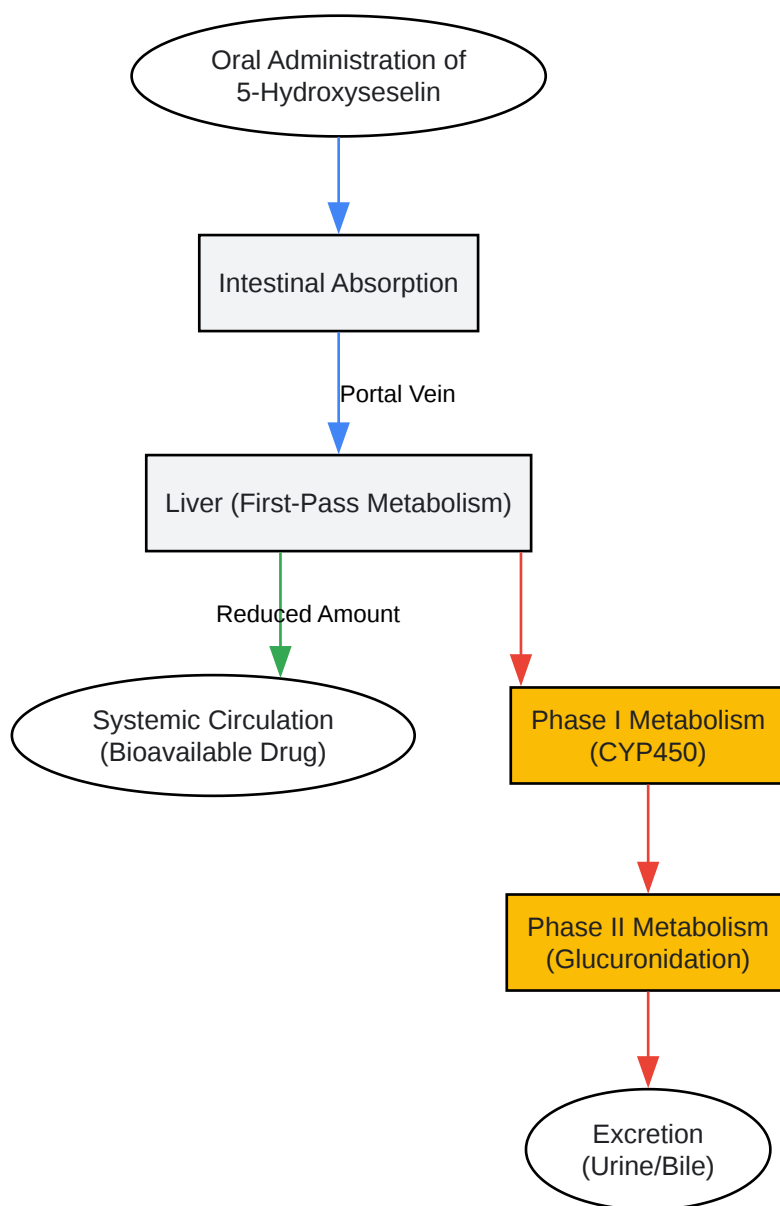 Oral Administration of
5-Hydroxyseselin
Intestinal Absorption
Portal Vein
Liver (First-Pass Metabolism)
Reduced Amount
Systemic Circulation
(Bioavailable Drug)
Phase I Metabolism
(CYP450)
Phase II Metabolism
(Glucuronidation)
Excretion
(Urine/Bile)